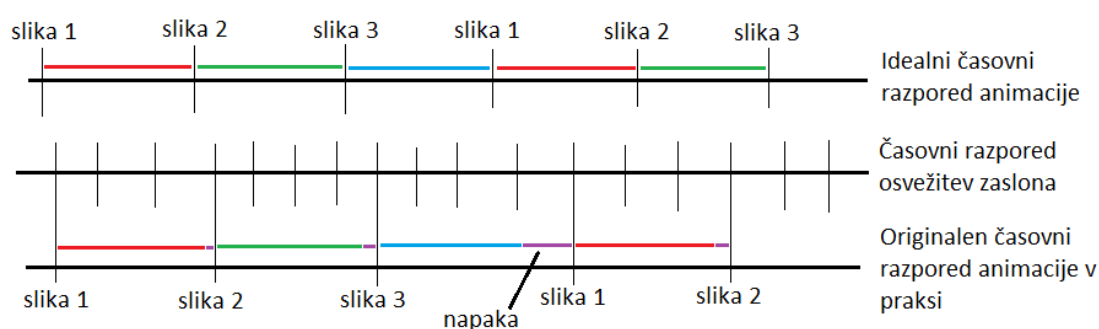 slika 1 slika 2 slika 3 slika 1 slika 2 slika 3
Idealni časovni
razpored animacije
Časovni razpored
osvežitev zaslona
Originalen časovni
razpored animacije v
praksi
slika 1 slika 2 slika 3 slika 1 slika 2
napaka